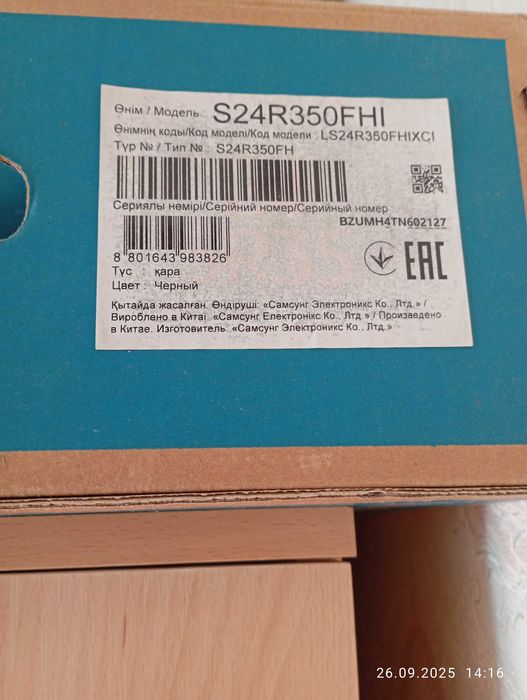 Өнім / Модель : S24R350FHI
Өнімнің коды/Код моделі/Код модели : LS24R350FHIXCI
Түр № / Тип № : S24R350FH
Сериялы нөмірі/Серійний номер/Серийный номер
BZUMH4TN602127
8 801643 983826
Түс : қара
Цвет : Черный
EAC
Қытайда жасалған. Өндіруші: «Самсунг Электроникс Ко., Лтд.» /
Вироблено в Китаї. «Самсунг Електронікс Ко., Лтд.» / Произведено
в Китае. Изготовитель: «Самсунг Электроникс Ко., Лтд.»
26.09.2025 14:16